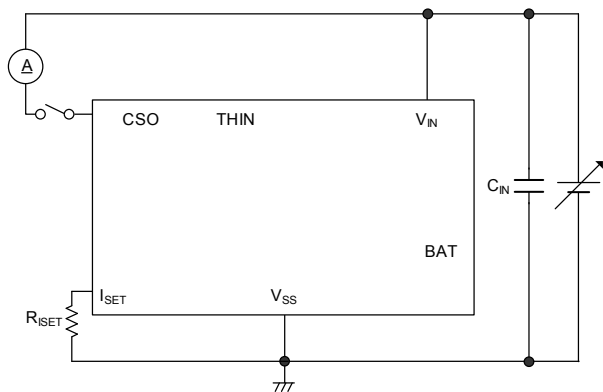 A
CSO THIN VIN
CIN
BAT
ISET VSS
RISET